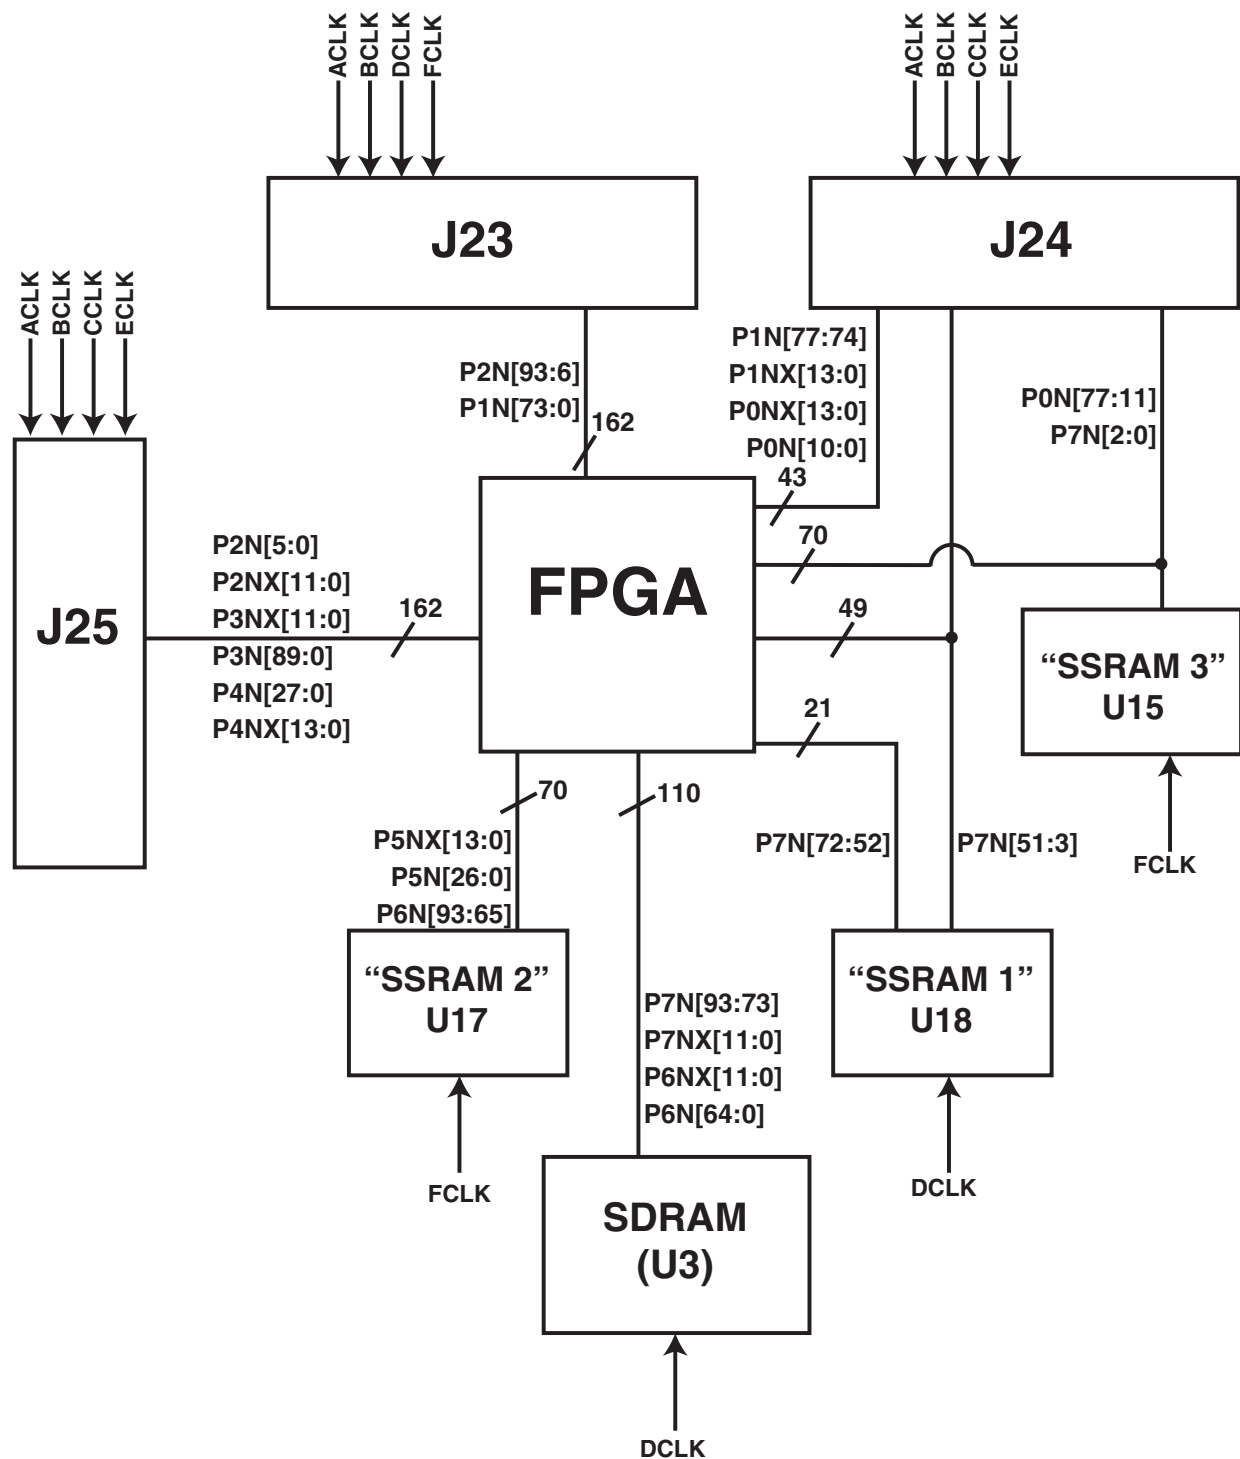 ACLK
BCLK
DCLK
FCLK
ACLK
BCLK
CCLK
ECLK
J23
J24
ACLK
BCLK
CCLK
ECLK
P2N[93:6]
P1N[73:0]
162
P1N[77:74]
P1NX[13:0]
P0NX[13:0]
P0N[10:0]
43
P0N[77:11]
P7N[2:0]
J25
P2N[5:0]
P2NX[11:0]
P3NX[11:0]
P3N[89:0]
P4N[27:0]
P4NX[13:0]
162
FPGA
70
49
21
“SSRAM 3”
U15
FCLK
70
110
P5NX[13:0]
P5N[26:0]
P6N[93:65]
P7N[72:52]
P7N[51:3]
“SSRAM 2”
U17
FCLK
P7N[93:73]
P7NX[11:0]
P6NX[11:0]
P6N[64:0]
“SSRAM 1”
U18
DCLK
SDRAM
(U3)
DCLK